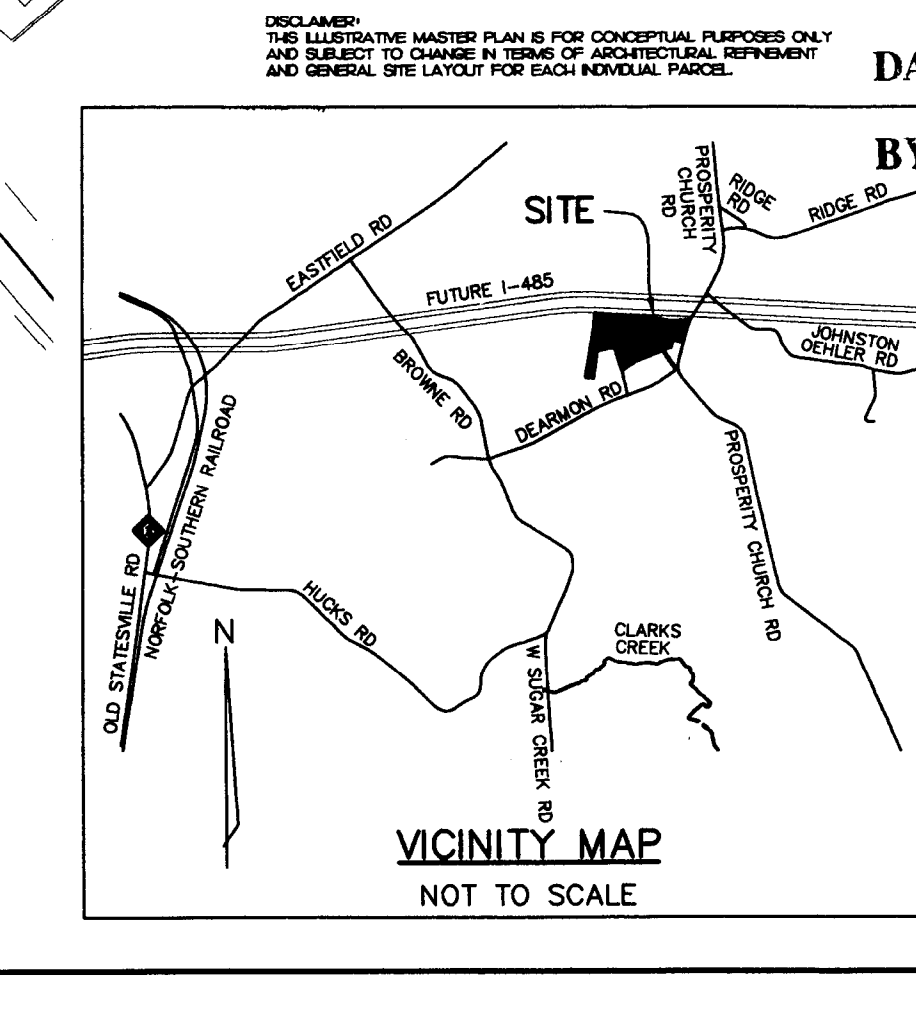 DISCLAIMER:
THIS ILLUSTRATIVE MASTER PLAN IS FOR CONCEPTUAL PURPOSES ONLY
AND SUBJECT TO CHANGE IN TERMS OF ARCHITECTURAL REFINEMENT
AND GENERAL SITE LAYOUT FOR EACH INDIVIDUAL PARCEL.
DA
BY
PROSPERITY
CHURCH
RD
RIDGE
RD
RIDGE RD
SITE
EASTFIELD RD
FUTURE I-485
JOHNSTON
OEHLER RD
BROWNE RD
DEARMON RD
NORFOLK-SOUTHERN RAILROAD
PROSPERITY CHURCH RD
OLD STATESVILLE RD
HUCKS RD
N
CLARKS
CREEK
W SUGAR CREEK RD
VICINITY MAP
NOT TO SCALE